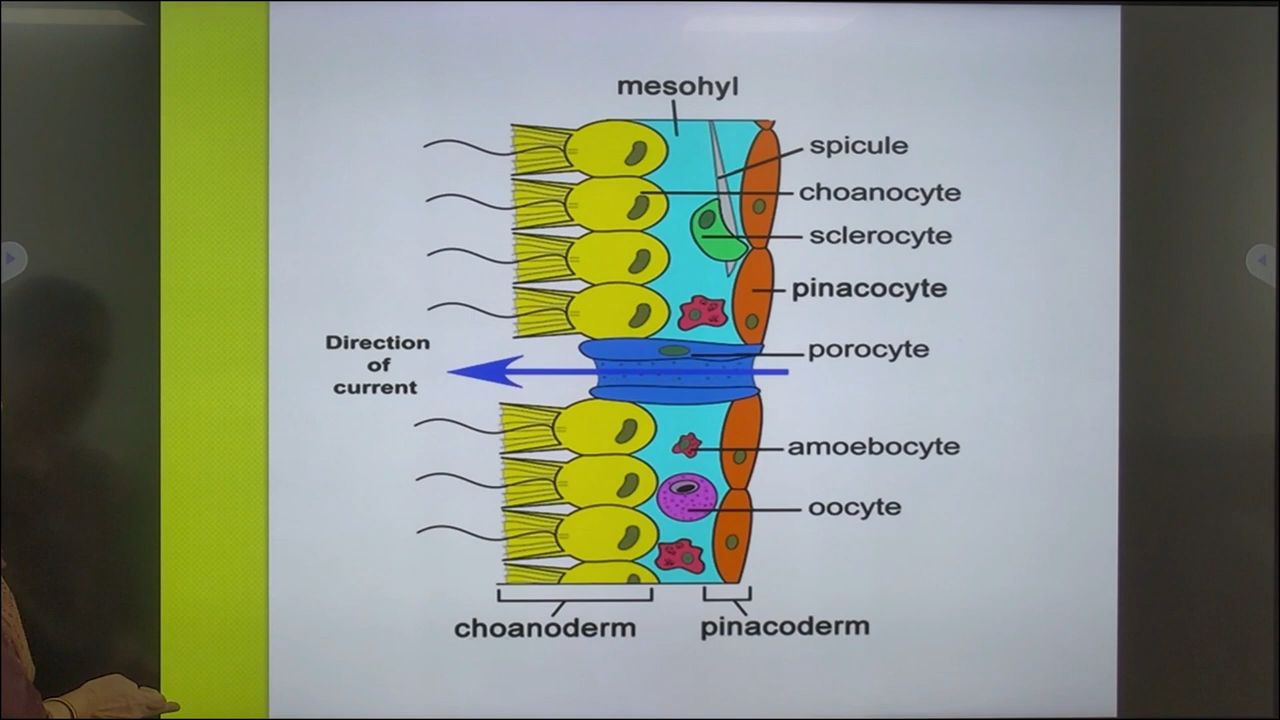 mesohyl
spicule
choanocyte
sclerocyte
pinacocyte
porocyte
Direction
of
current
amoebocyte
oocyte
choanoderm
pinacoderm